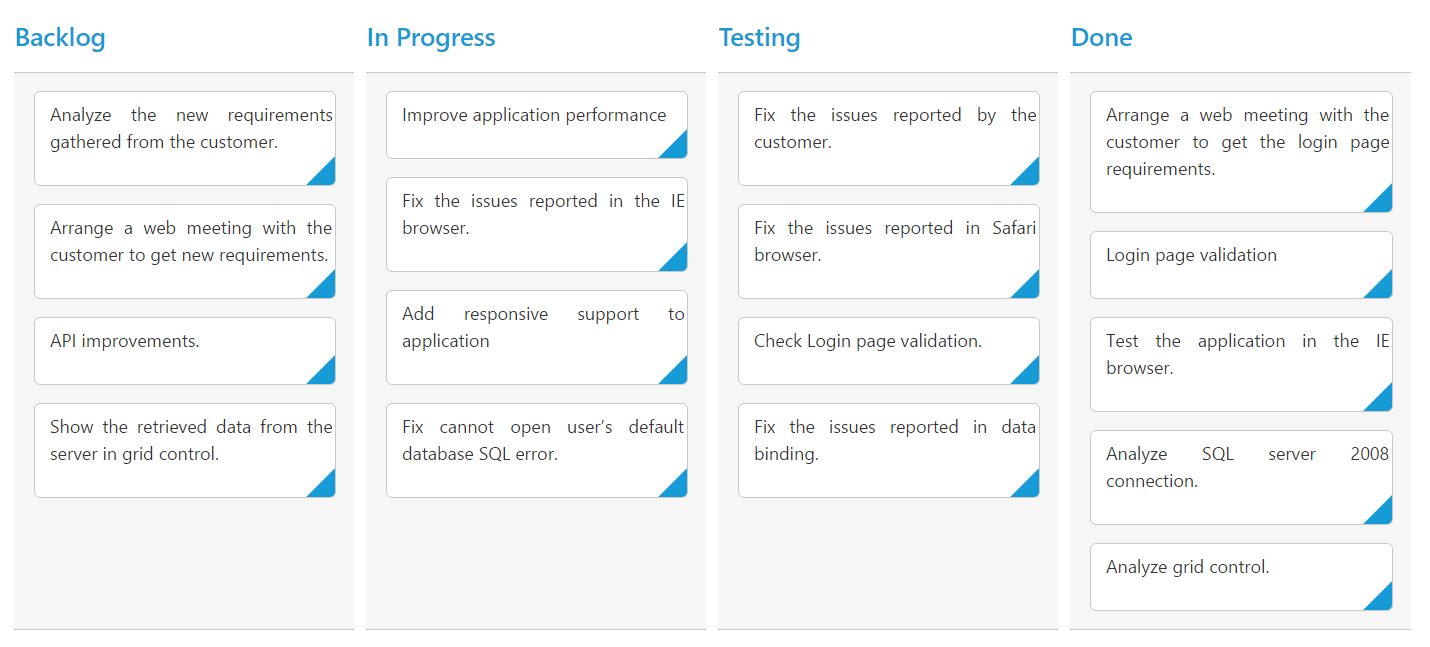 Backlog
Analyze the new requirements
gathered from the customer.
Arrange a web meeting with the
customer to get new requirements.
API improvements.
Show the retrieved data from the
server in grid control.
In Progress
Improve application performance
Fix the issues reported in the IE
browser.
Add responsive support to
application
Fix cannot open user’s default
database SQL error.
Testing
Fix the issues reported by the
customer.
Fix the issues reported in Safari
browser.
Check Login page validation.
Fix the issues reported in data
binding.
Done
Arrange a web meeting with the
customer to get the login page
requirements.
Login page validation
Test the application in the IE
browser.
Analyze SQL server 2008
connection.
Analyze grid control.